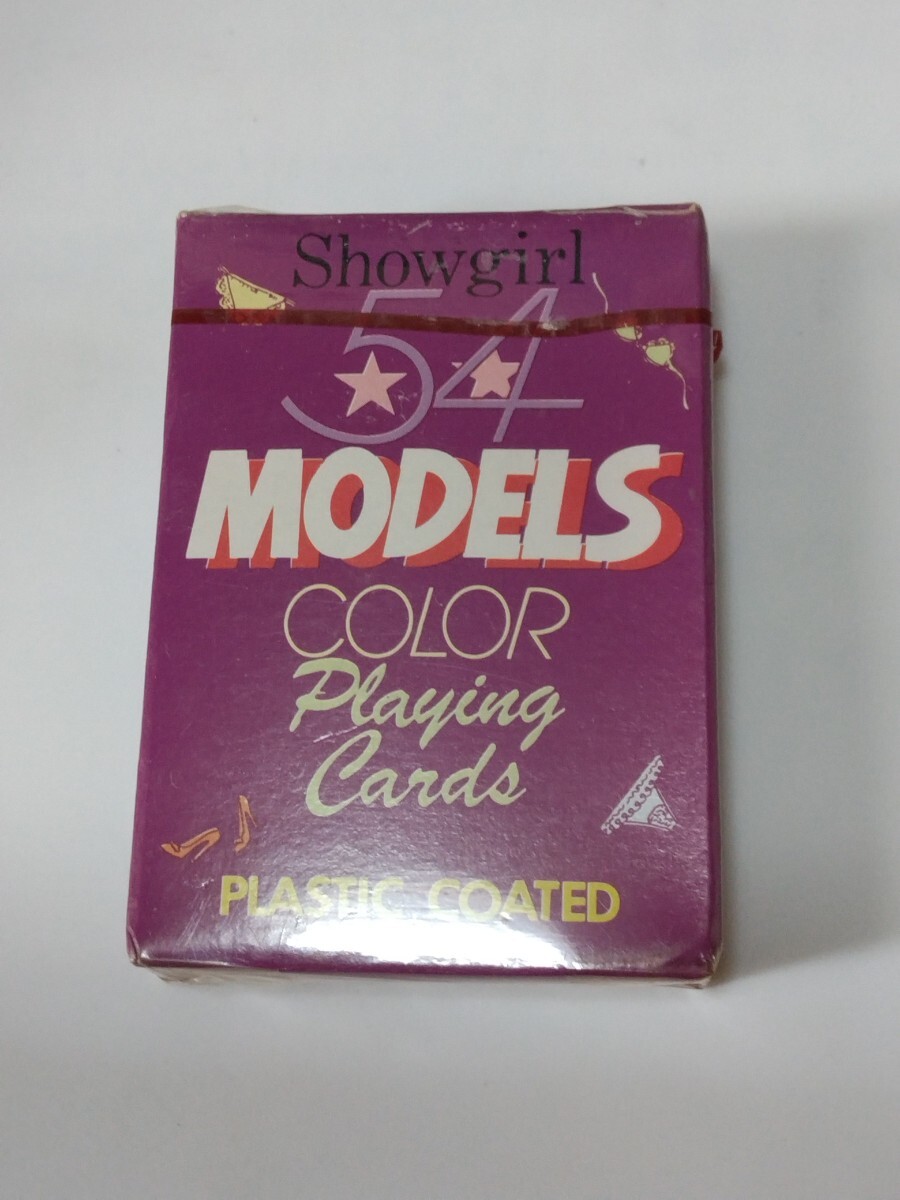 Showgirl
54
MODELS
COLOR
Playing
Cards
PLASTIC COATED